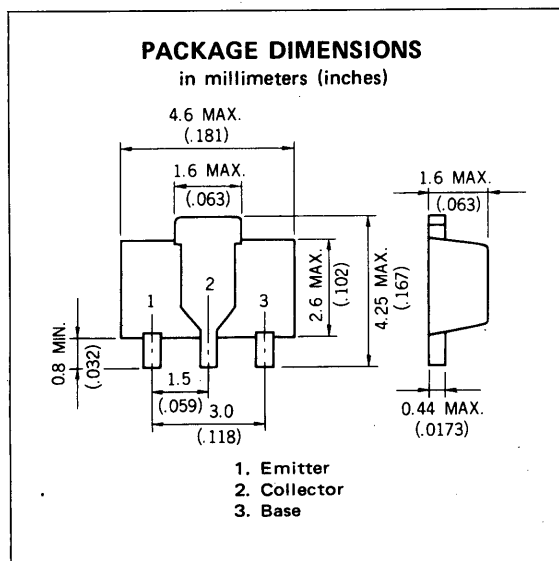 PACKAGE DIMENSIONS
in millimeters (inches)
4.6 MAX.
(.181)
1.6 MAX.
(.063)
1.6 MAX.
(.063)
2
1
3
2.6 MAX.
(.102)
4.25 MAX.
(.167)
0.8 MIN.
(.032)
1.5
(.059)
3.0
(.118)
0.44 MAX.
(.0173)
1. Emitter
2. Collector
3. Base